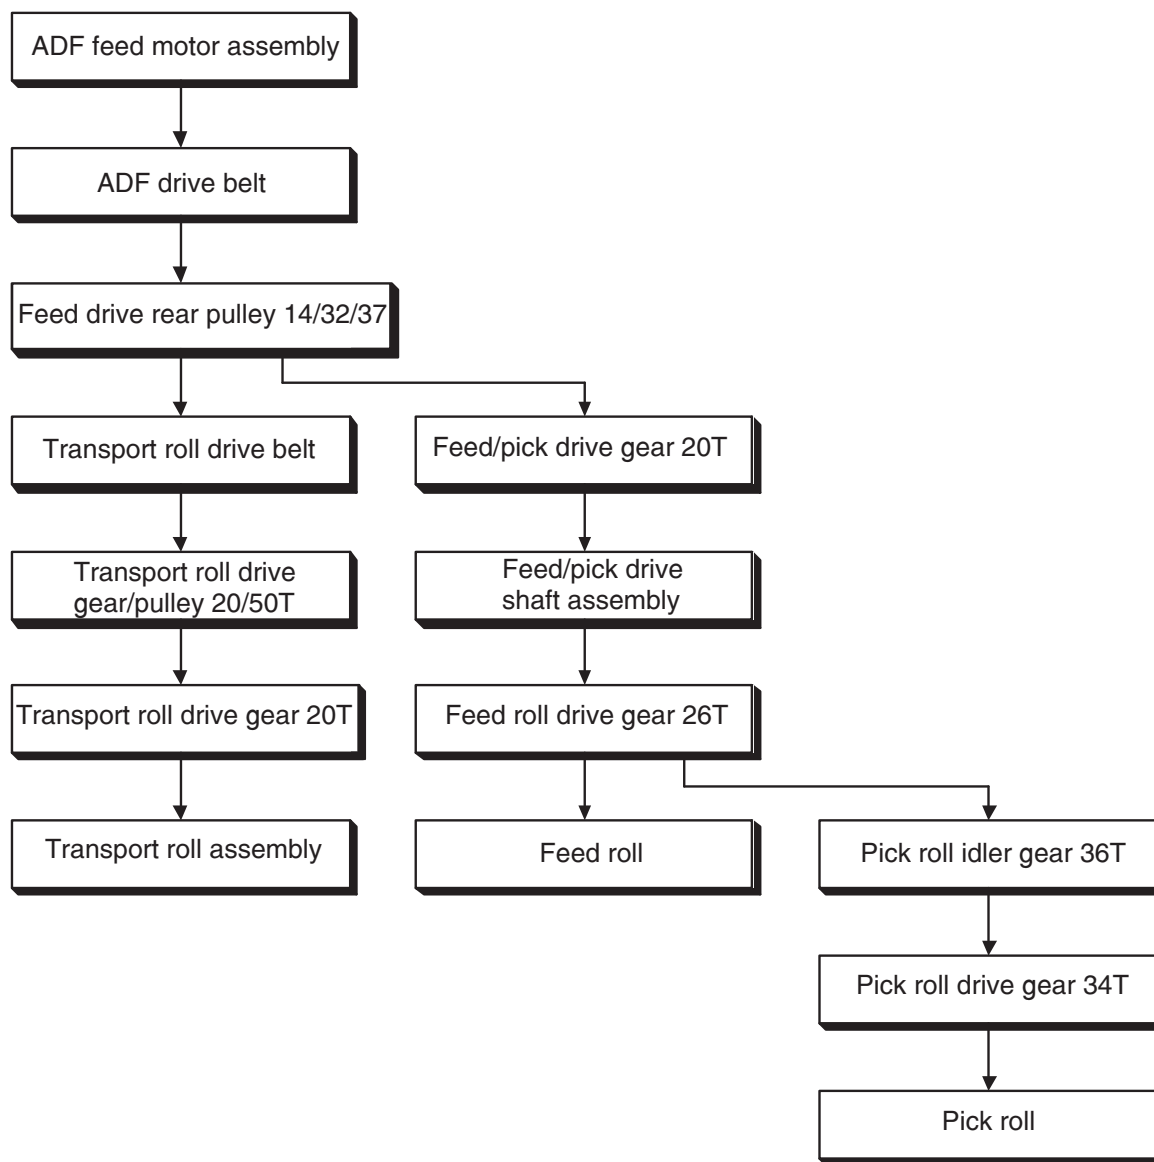 ADF feed motor assembly
ADF drive belt
Feed drive rear pulley 14/32/37
Transport roll drive belt
Feed/pick drive gear 20T
Transport roll drive
gear/pulley 20/50T
Feed/pick drive
shaft assembly
Transport roll drive gear 20T
Feed roll drive gear 26T
Transport roll assembly
Feed roll
Pick roll idler gear 36T
Pick roll drive gear 34T
Pick roll